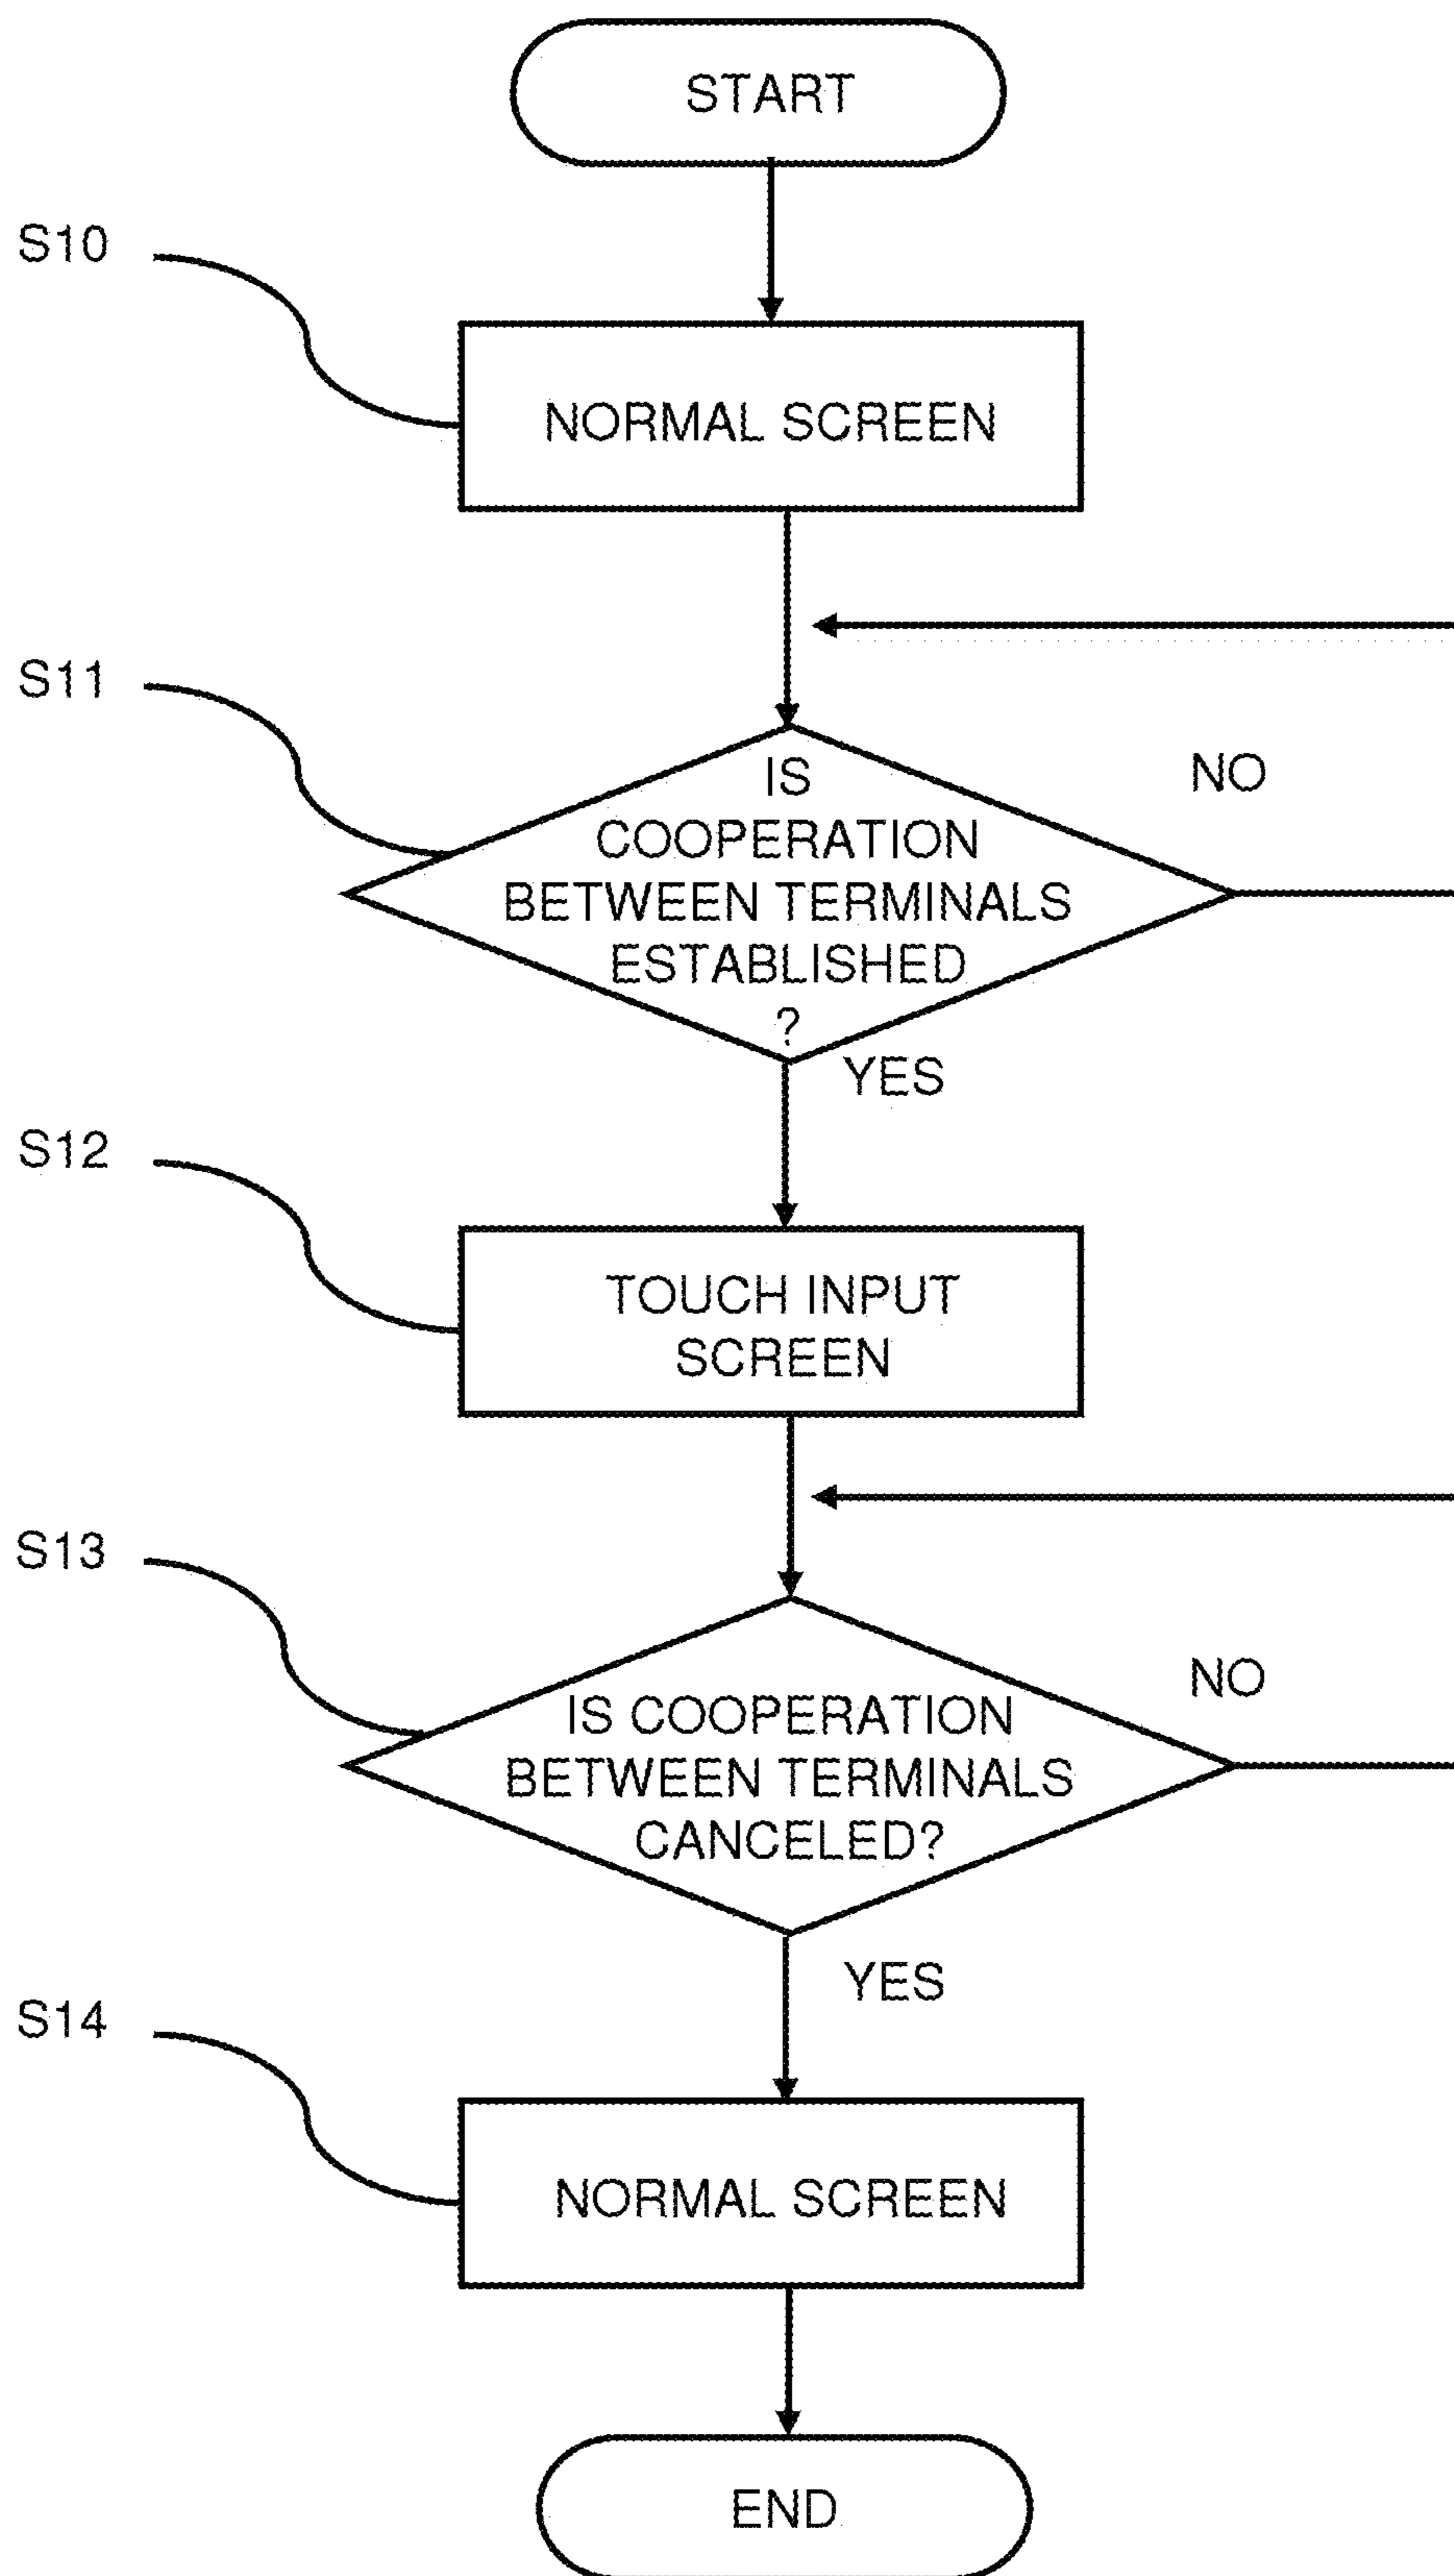 START
S10
NORMAL SCREEN
S11
IS
COOPERATION
BETWEEN TERMINALS
ESTABLISHED
?
NO
YES
S12
TOUCH INPUT
SCREEN
S13
IS COOPERATION
BETWEEN TERMINALS
CANCELED?
NO
YES
S14
NORMAL SCREEN
END